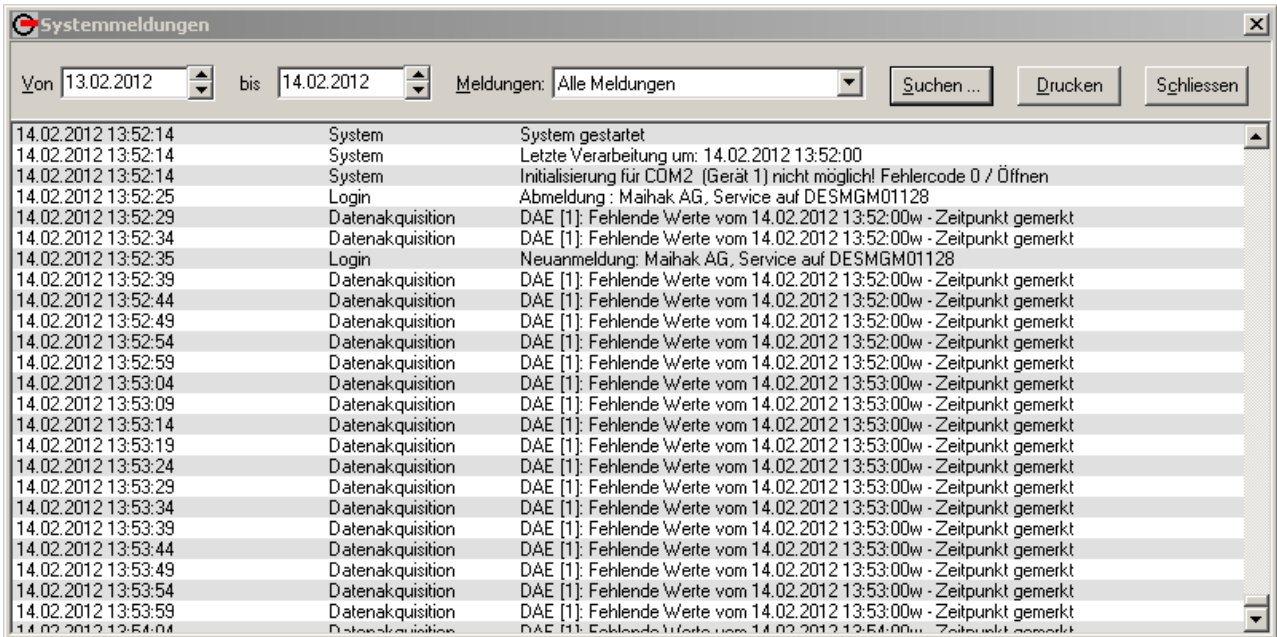 Systemmeldungen
Von 13.02.2012 bis 14.02.2012 Meldungen: Alle Meldungen Suchen ... Drucken Schliessen
14.02.2012 13:52:14 System System gestartet
14.02.2012 13:52:14 System Letzte Verarbeitung um: 14.02.2012 13:52:00
14.02.2012 13:52:14 System Initialisierung für COM2 (Gerät 1) nicht möglich! Fehlercode 0 / Öffnen
14.02.2012 13:52:25 Login Abmeldung : Maihak AG, Service auf DESMGM01128
14.02.2012 13:52:29 Datenakquisition DAE [1]: Fehlende Werte vom 14.02.2012 13:52:00w - Zeitpunkt gemerkt
14.02.2012 13:52:34 Datenakquisition DAE [1]: Fehlende Werte vom 14.02.2012 13:52:00w - Zeitpunkt gemerkt
14.02.2012 13:52:35 Login Neuanmeldung: Maihak AG, Service auf DESMGM01128
14.02.2012 13:52:39 Datenakquisition DAE [1]: Fehlende Werte vom 14.02.2012 13:52:00w - Zeitpunkt gemerkt
14.02.2012 13:52:44 Datenakquisition DAE [1]: Fehlende Werte vom 14.02.2012 13:52:00w - Zeitpunkt gemerkt
14.02.2012 13:52:49 Datenakquisition DAE [1]: Fehlende Werte vom 14.02.2012 13:52:00w - Zeitpunkt gemerkt
14.02.2012 13:52:54 Datenakquisition DAE [1]: Fehlende Werte vom 14.02.2012 13:52:00w - Zeitpunkt gemerkt
14.02.2012 13:52:59 Datenakquisition DAE [1]: Fehlende Werte vom 14.02.2012 13:52:00w - Zeitpunkt gemerkt
14.02.2012 13:53:04 Datenakquisition DAE [1]: Fehlende Werte vom 14.02.2012 13:53:00w - Zeitpunkt gemerkt
14.02.2012 13:53:09 Datenakquisition DAE [1]: Fehlende Werte vom 14.02.2012 13:53:00w - Zeitpunkt gemerkt
14.02.2012 13:53:14 Datenakquisition DAE [1]: Fehlende Werte vom 14.02.2012 13:53:00w - Zeitpunkt gemerkt
14.02.2012 13:53:19 Datenakquisition DAE [1]: Fehlende Werte vom 14.02.2012 13:53:00w - Zeitpunkt gemerkt
14.02.2012 13:53:24 Datenakquisition DAE [1]: Fehlende Werte vom 14.02.2012 13:53:00w - Zeitpunkt gemerkt
14.02.2012 13:53:29 Datenakquisition DAE [1]: Fehlende Werte vom 14.02.2012 13:53:00w - Zeitpunkt gemerkt
14.02.2012 13:53:34 Datenakquisition DAE [1]: Fehlende Werte vom 14.02.2012 13:53:00w - Zeitpunkt gemerkt
14.02.2012 13:53:39 Datenakquisition DAE [1]: Fehlende Werte vom 14.02.2012 13:53:00w - Zeitpunkt gemerkt
14.02.2012 13:53:44 Datenakquisition DAE [1]: Fehlende Werte vom 14.02.2012 13:53:00w - Zeitpunkt gemerkt
14.02.2012 13:53:49 Datenakquisition DAE [1]: Fehlende Werte vom 14.02.2012 13:53:00w - Zeitpunkt gemerkt
14.02.2012 13:53:54 Datenakquisition DAE [1]: Fehlende Werte vom 14.02.2012 13:53:00w - Zeitpunkt gemerkt
14.02.2012 13:53:59 Datenakquisition DAE [1]: Fehlende Werte vom 14.02.2012 13:53:00w - Zeitpunkt gemerkt
14.02.2012 13:54:04 Datenakquisition DAE [1]: Fehlende Werte vom 14.02.2012 13:54:00w - Zeitpunkt gemerkt